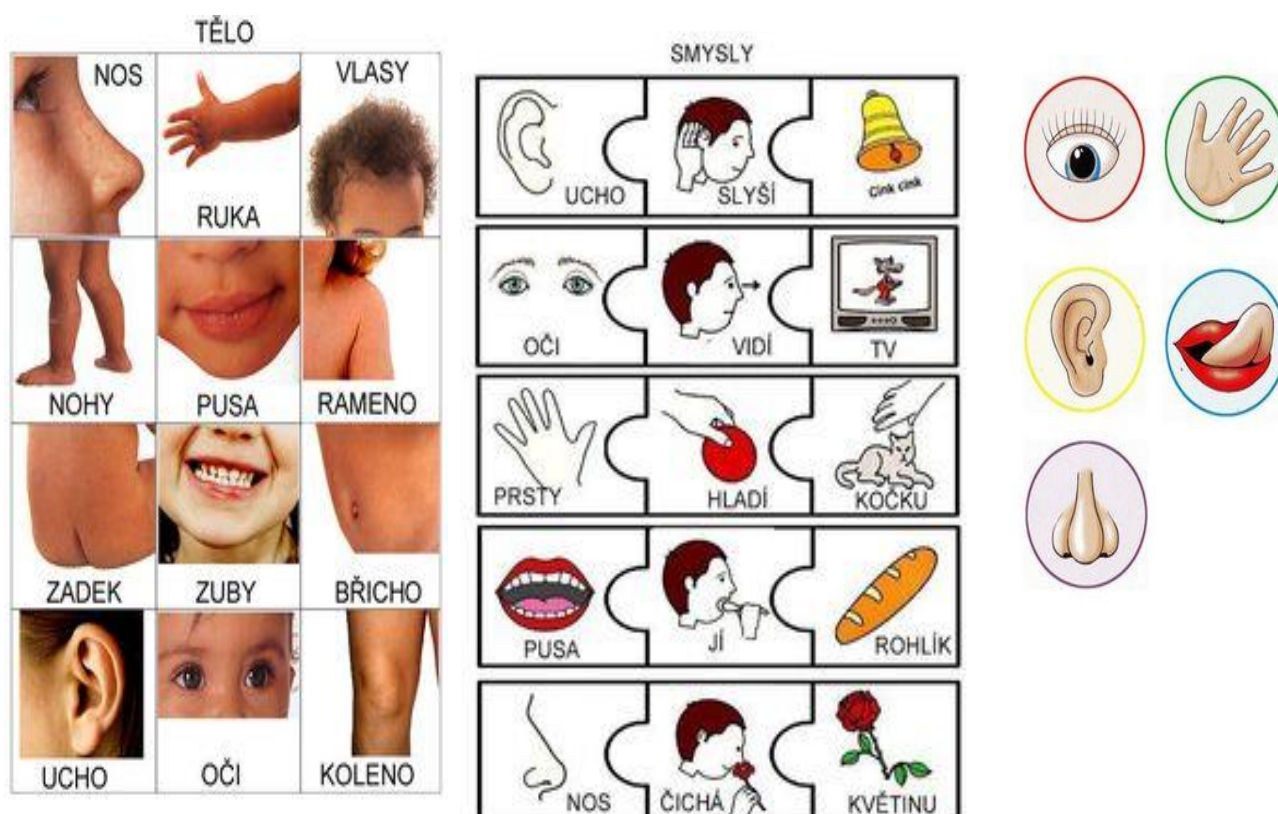 TĚLO
NOS
RUKA
VLASY
NOHY
PUSA
RAMENO
ZADEK
ZUBY
BŘICHO
UCHO
OČI
KOLENO
SMYSLY
UCHO
SLYŠÍ
Cink cink
OČI
VIDÍ
TV
PRSTY
HLADÍ
KOČKU
PUSA
JÍ
ROHLÍK
NOS
ČICHÁ
KVĚTINU